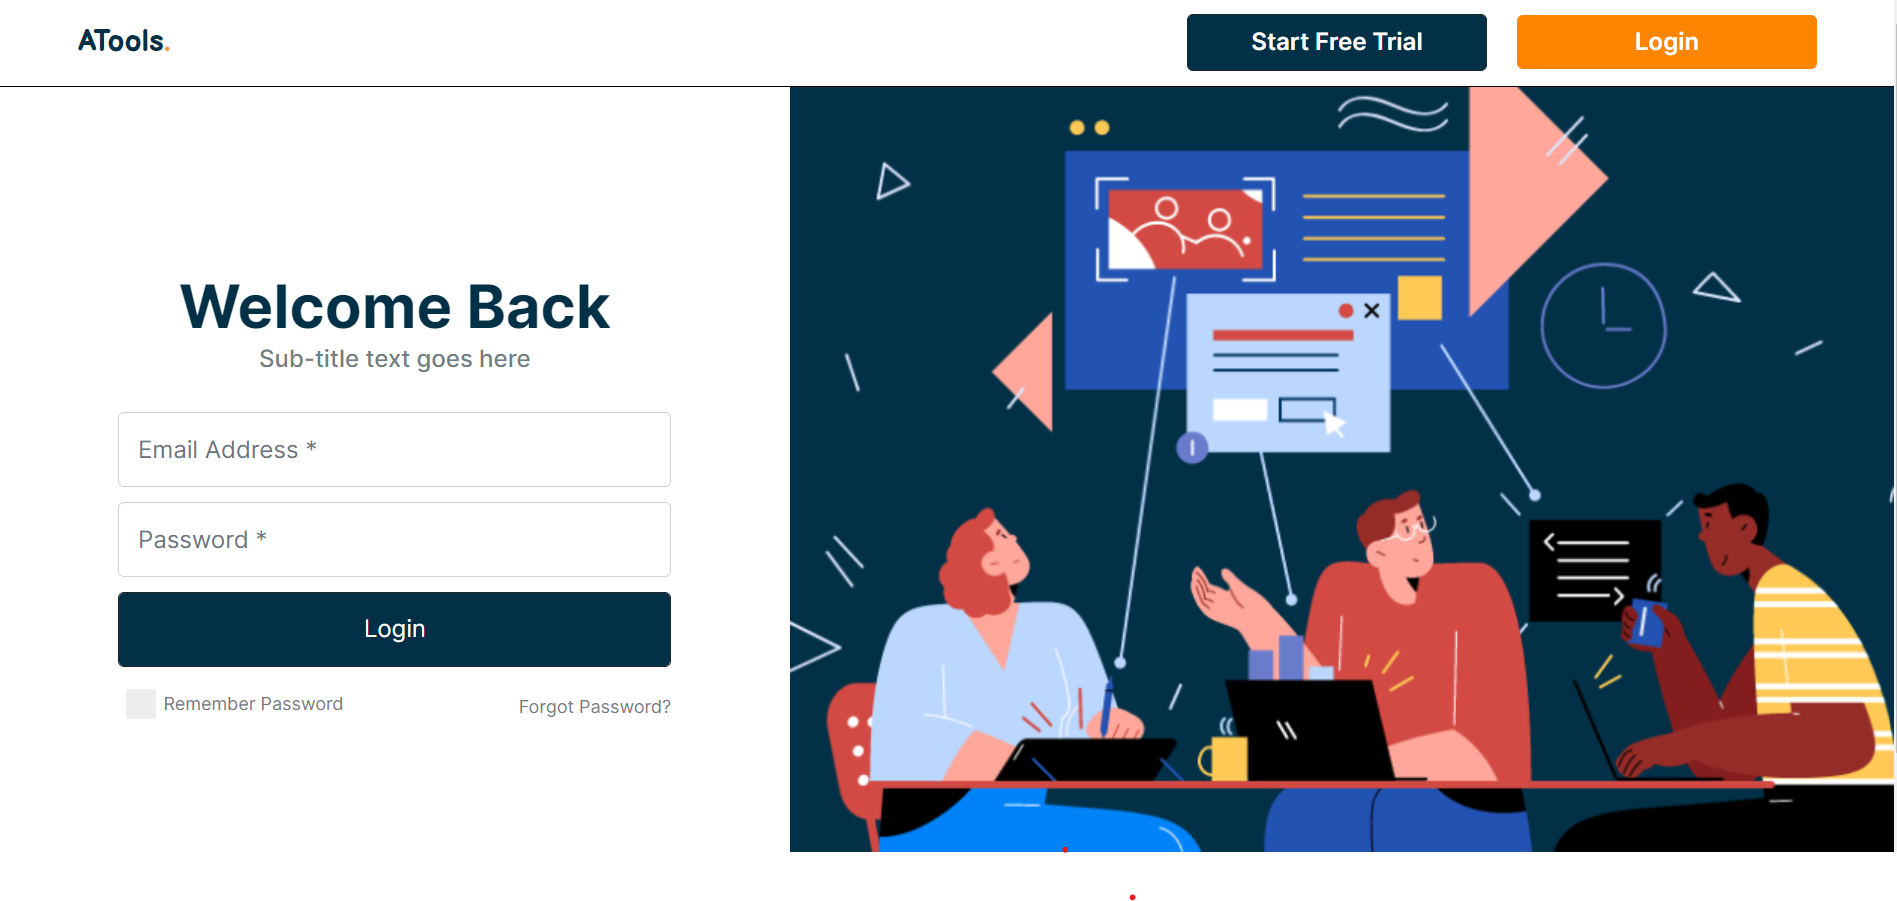 ATools.
Start Free Trial
Login
Welcome Back
Sub-title text goes here
Email Address *
Password *
Login
Remember Password
Forgot Password?